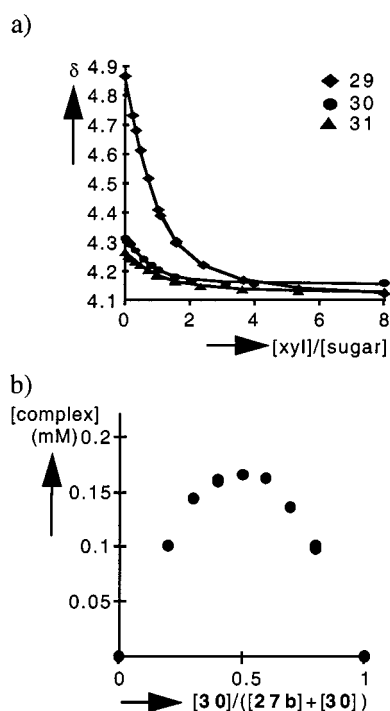 a)
δ
4.9
4.8
4.7
4.6
4.5
4.4
4.3
4.2
4.1
29
30
31
0 2 4 6 8
[xyl]/[sugar]
b)
[complex]
(mM)
0.2
0.15
0.1
0.05
0 0.5 1
[30]/([27b]+[30])